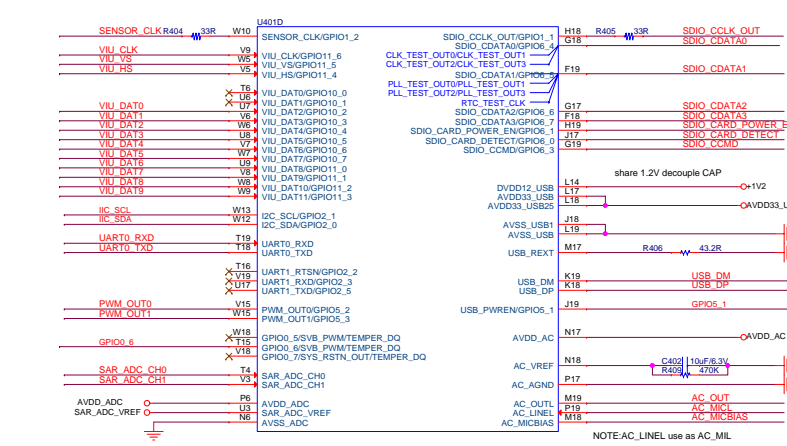 U401D
SENSOR_CLK R404 33R W10 SENSOR_CLK/GPIO1_2
VIU_CLK V9 VIU_CLK/GPIO11_6
VIU_VS W5 VIU_VS/GPIO11_5
VIU_HS V5 VIU_HS/GPIO11_4
T6 VIU_DAT0/GPIO10_0
U6 VIU_DAT1/GPIO10_1
VIU_DAT0 U7 VIU_DAT2/GPIO10_2
VIU_DAT1 V6 VIU_DAT3/GPIO10_3
VIU_DAT2 W6 VIU_DAT4/GPIO10_4
VIU_DAT3 U8 VIU_DAT5/GPIO10_5
VIU_DAT4 V7 VIU_DAT6/GPIO10_6
VIU_DAT5 W7 VIU_DAT7/GPIO10_7
VIU_DAT6 U9 VIU_DAT8/GPIO11_0
VIU_DAT7 V8 VIU_DAT9/GPIO11_1
VIU_DAT8 W8 VIU_DAT10/GPIO11_2
VIU_DAT9 W9 VIU_DAT11/GPIO11_3
IIC_SCL W13 I2C_SCL/GPIO2_1
IIC_SDA W12 I2C_SDA/GPIO2_0
UART0_RXD T19 UART0_RXD
UART0_TXD T18 UART0_TXD
T16 UART1_RTSN/GPIO2_2
V19 UART1_RXD/GPIO2_3
U17 UART1_TXD/GPIO2_5
PWM_OUT0 V15 PWM_OUT0/GPIO5_2
PWM_OUT1 W15 PWM_OUT1/GPIO5_3
W18 GPIO0_5/SVB_PWM/TEMPER_DQ
GPIO0_6 T15 GPIO0_6/SVB_PWM/TEMPER_DQ
V18 GPIO0_7/SYS_RSTN_OUT/TEMPER_DQ
SAR_ADC_CH0 T4 SAR_ADC_CH0
SAR_ADC_CH1 V3 SAR_ADC_CH1
AVDD_ADC P6 AVDD_ADC
SAR_ADC_VREF U3 SAR_ADC_VREF
N6 AVSS_ADC
SDIO_CCLK_OUT/GPIO1_1 H18 R405 33R SDIO_CCLK_OUT
SDIO_CDATA0/GPIO6_4 G18 SDIO_CDATA0
CLK_TEST_OUT0/CLK_TEST_OUT1
CLK_TEST_OUT2/CLK_TEST_OUT3
SDIO_CDATA1/GPIO6_5 F19 SDIO_CDATA1
PLL_TEST_OUT0/PLL_TEST_OUT1
PLL_TEST_OUT2/PLL_TEST_OUT3
RTC_TEST_CLK
SDIO_CDATA2/GPIO6_6 G17 SDIO_CDATA2
SDIO_CDATA3/GPIO6_7 F18 SDIO_CDATA3
SDIO_CARD_POWER_EN/GPIO6_1 H19 SDIO_CARD_POWER_E
SDIO_CARD_DETECT/GPIO6_0 J17 SDIO_CARD_DETECT
SDIO_CCMD/GPIO6_3 G19 SDIO_CCMD
share 1.2V decouple CAP
DVDD12_USB L14 +1V2
AVDD33_USB L17
AVDD33_USB25 L18 AVDD33_U
AVSS_USB1 J18
AVSS_USB L19
USB_REXT M17 R406 43.2R
USB_DM K19 USB_DM
USB_DP K18 USB_DP
USB_PWREN/GPIO5_1 J19 GPIO5_1
AVDD_AC N17 AVDD_AC
AC_VREF N18 C402 10uF/6.3V
R409 470K
AC_AGND P17
AC_OUTL M19 AC_OUT
AC_LINEL P19 AC_MICL
AC_MICBIAS M18 AC_MICBIAS
NOTE:AC_LINEL use as AC_MIL